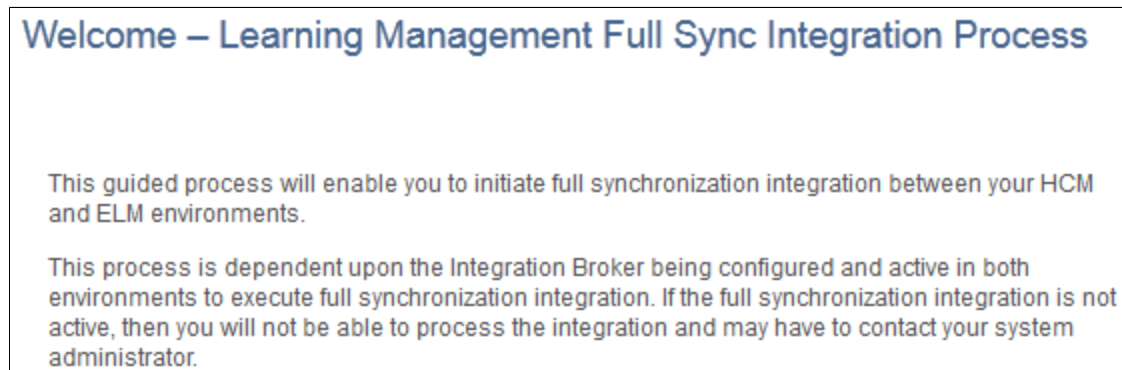 Welcome – Learning Management Full Sync Integration Process
This guided process will enable you to initiate full synchronization integration between your HCM
and ELM environments.
This process is dependent upon the Integration Broker being configured and active in both
environments to execute full synchronization integration. If the full synchronization integration is not
active, then you will not be able to process the integration and may have to contact your system
administrator.